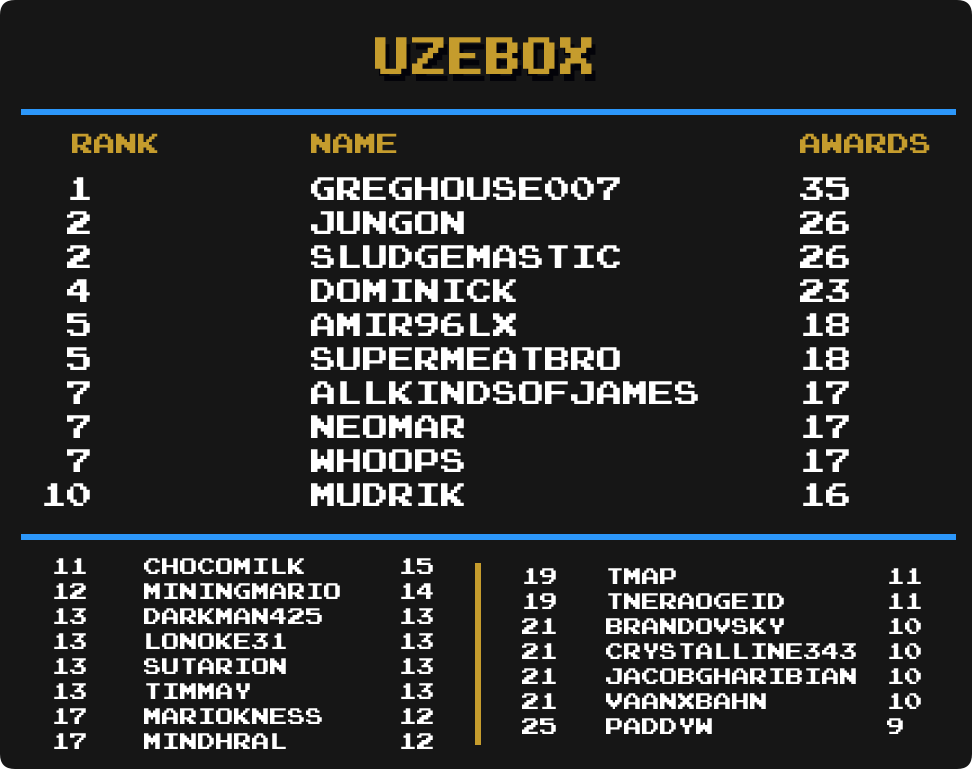 UZEBOX
RANK NAME AWARDS
1 GREGHOUSE007 35
2 JUNGON 26
2 SLUDGEMASTIC 26
4 DOMINICK 23
5 AMIR96LX 18
5 SUPERMEATBRO 18
7 ALLKINDSOFJAMES 17
7 NEOMAR 17
7 WHOOPS 17
10 MUDRIK 16
11 CHOCOMILK 15
12 MININGMARIO 14
13 DARKMAN425 13
13 LONOKE31 13
13 SUTARION 13
13 TIMMAY 13
17 MARIOKNESS 12
17 MINDHRAL 12
19 TMAP 11
19 TNERAOGEID 11
21 BRANDOVSKY 10
21 CRYSTALLINE343 10
21 JACOBGHARIBIAN 10
21 VAANXBAHN 10
25 PADDYW 9